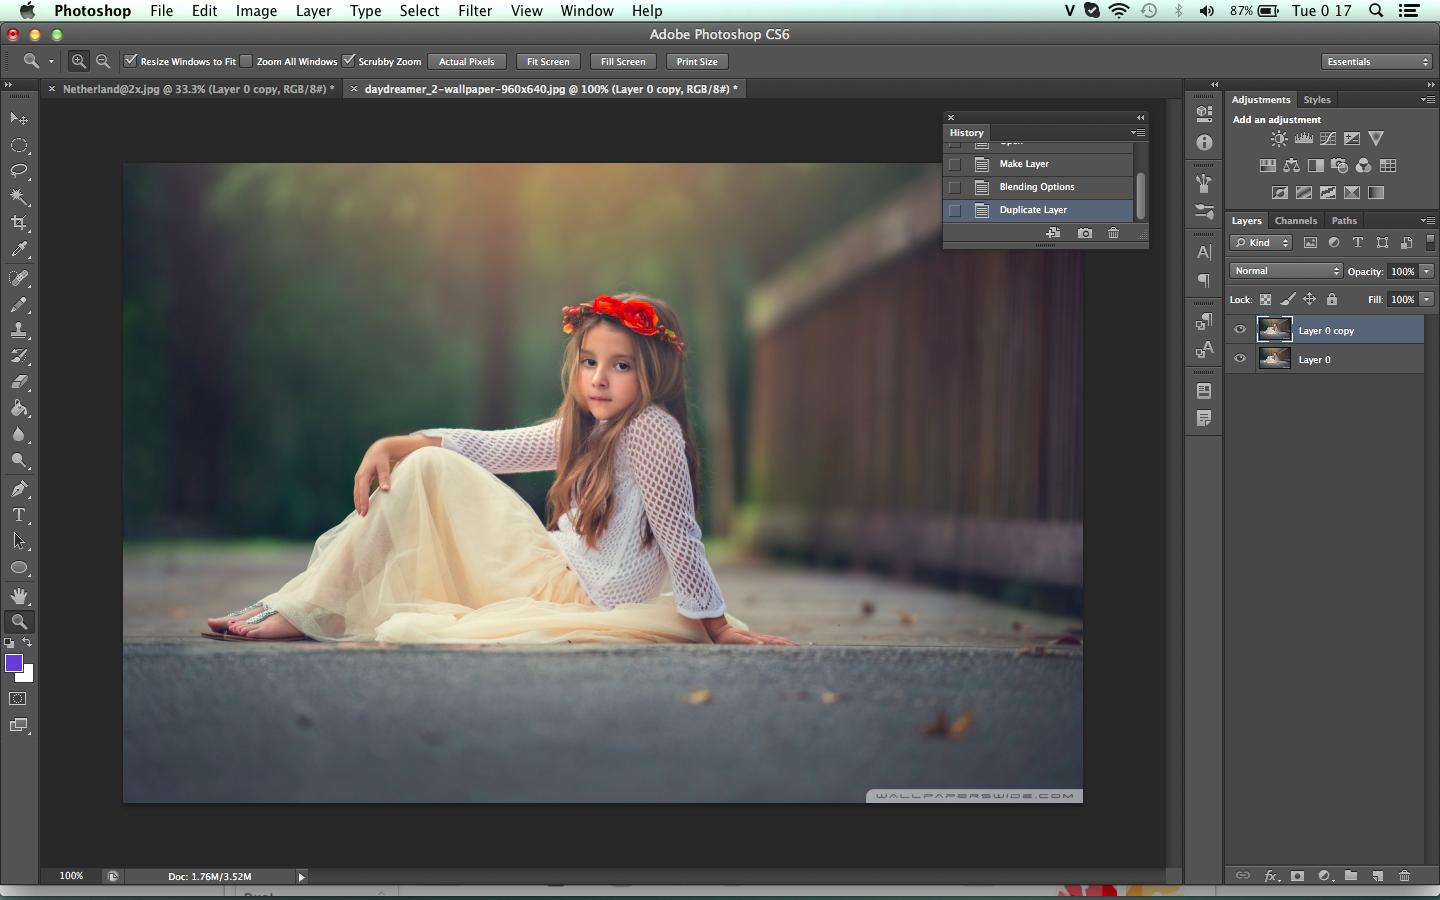 Photoshop File Edit Image Layer Type Select Filter View Window Help V 87% Tue 0 17
Adobe Photoshop CS6
Resize Windows to Fit Zoom All Windows Scrubby Zoom Actual Pixels Fit Screen Fill Screen Print Size Essentials
Netherland@2x.jpg @ 33.3% (Layer 0 copy, RGB/8#) * daydreamer_2-wallpaper-960x640.jpg @ 100% (Layer 0 copy, RGB/8#) *
History
Make Layer
Blending Options
Duplicate Layer
Adjustments Styles
Add an adjustment
Layers Channels Paths
Kind
Normal Opacity: 100%
Lock: Fill: 100%
Layer 0 copy
Layer 0
WALLPAPERSWIDE.COM
100% Doc: 1.76M/3.52M